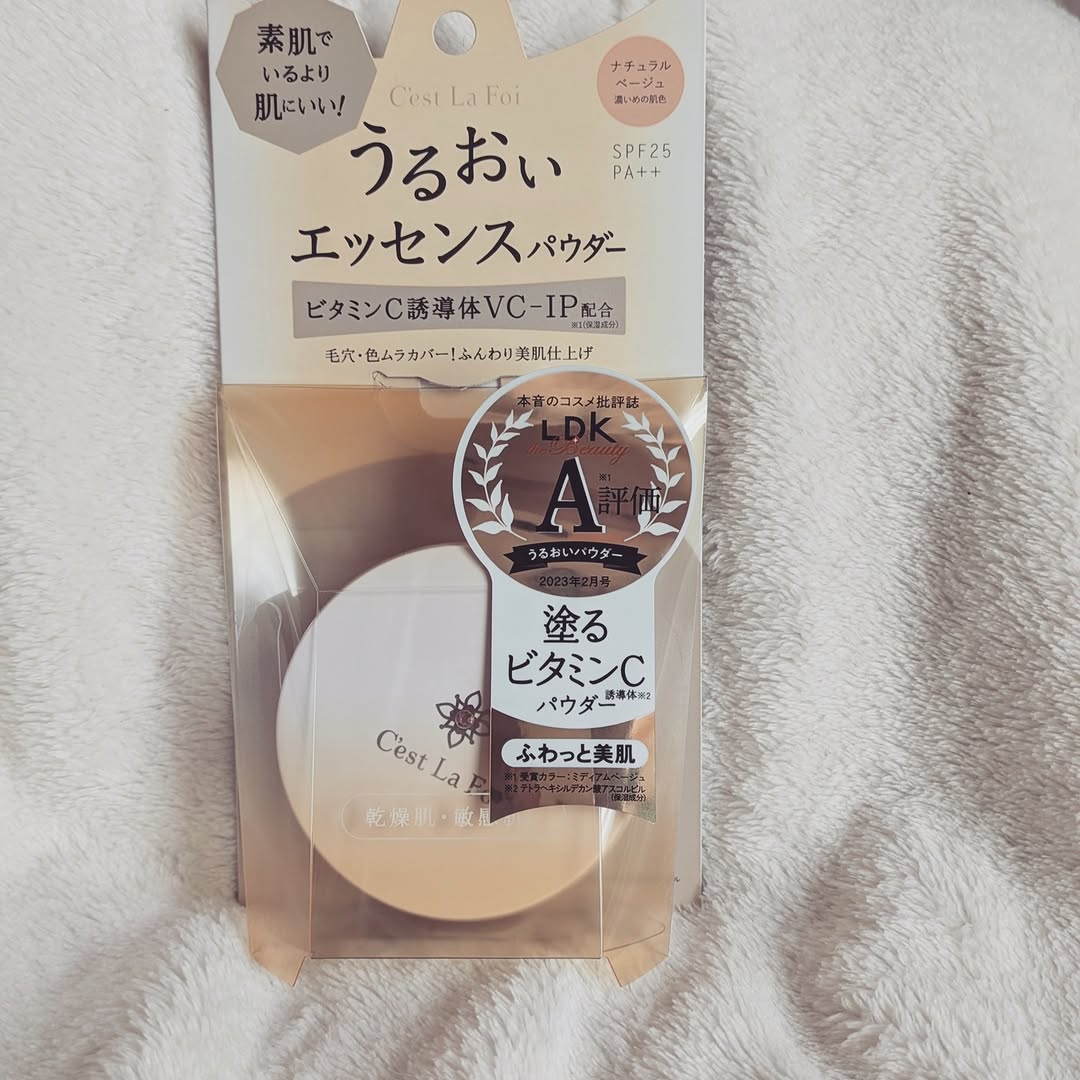 素肌で
いるより
肌にいい!
C'est La Foi
ナチュラル
ベージュ
濃いめの肌色
SPF25
PA++
うるおい
エッセンスパウダー
ビタミンC誘導体VC-IP配合
※1(保湿成分)
毛穴・色ムラカバー!ふんわり美肌仕上げ
本音のコスメ批評誌
LDK
the Beauty
A※1評価
うるおいパウダー
2023年2月号
塗る
ビタミンC
誘導体※2
パウダー
ふわっと美肌
※1 受賞カラー:ミディアムベージュ
※2 テトラヘキシルデカン酸アスコルビル
(保湿成分)
C'est La Foi
乾燥肌・敏感肌